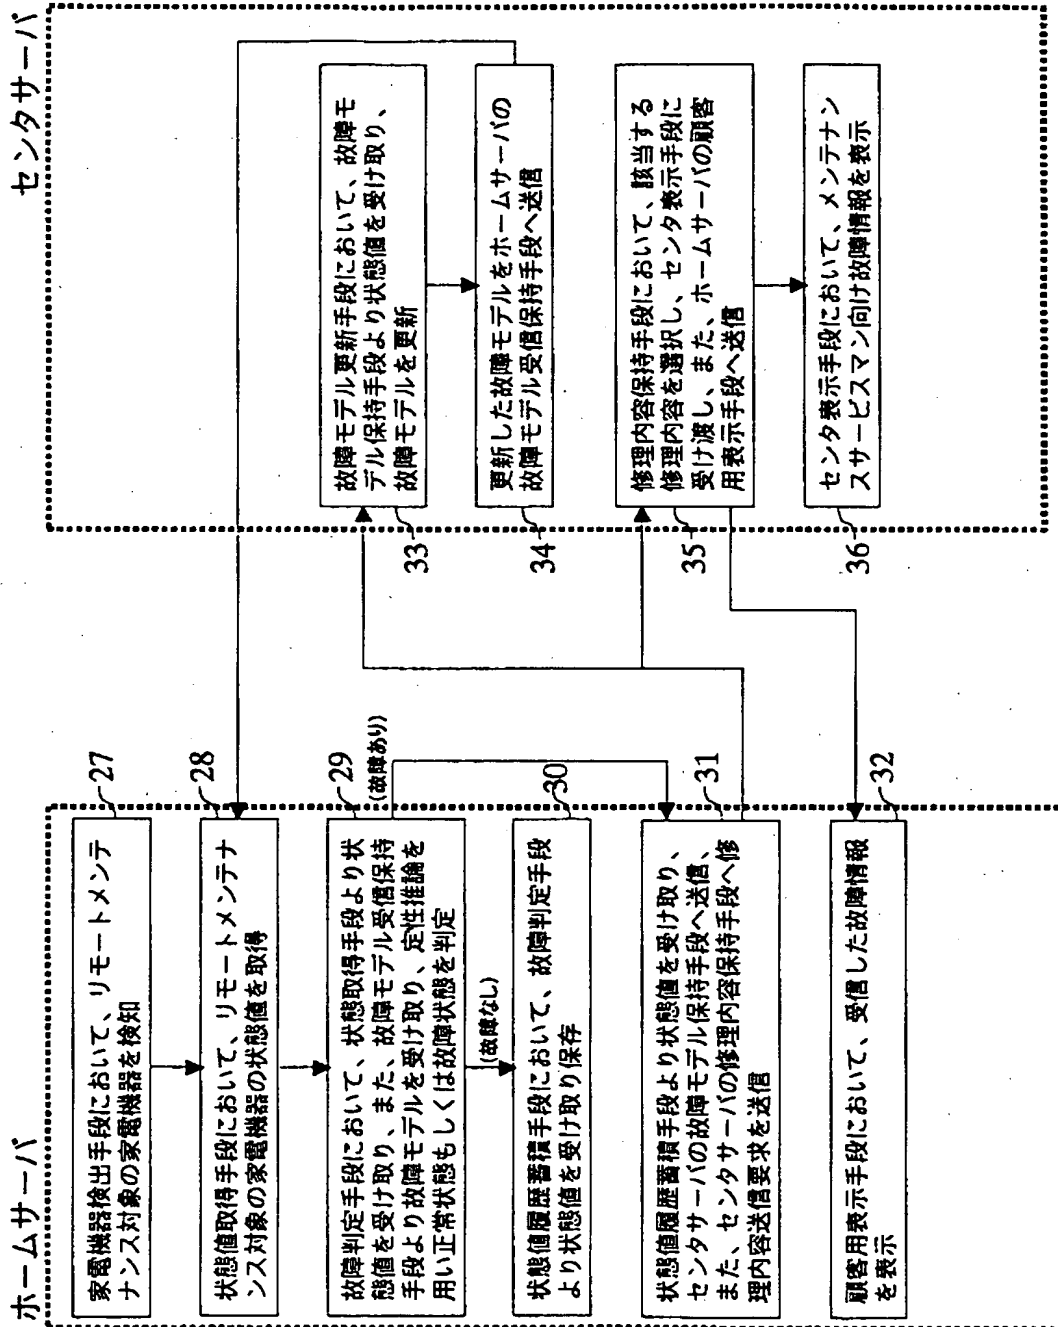 ホームサーバ
家電機器検出手段において、リモートメンテ
ナンス対象の家電機器を検知
27
状態値取得手段において、リモートメンテナ
ンス対象の家電機器の状態値を取得
28
故障判定手段において、状態取得手段より状
態値を受け取り、また、故障モデル受信保持
手段より故障モデルを受け取り、定性推論を
用い正常状態もしくは故障状態を判定
29
(故障あり)
(故障なし)
状態値履歴蓄積手段において、故障判定手段
より状態値を受け取り保存
30
状態値履歴蓄積手段より状態値を受け取り、
センタサーバの故障モデル保持手段へ送信、
また、センタサーバの修理内容保持手段へ修
理内容送信要求を送信
31
顧客用表示手段において、受信した故障情報
を表示
32
センタサーバ
故障モデル更新手段において、故障モ
デル保持手段より状態値を受け取り、
故障モデルを更新
33
更新した故障モデルをホームサーバの
故障モデル受信保持手段へ送信
34
修理内容保持手段において、該当する
修理内容を選択し、センタ表示手段に
受け渡し、また、ホームサーバの顧客
用表示手段へ送信
35
センタ表示手段において、メンテナン
スサービスマン向け故障情報を表示
36